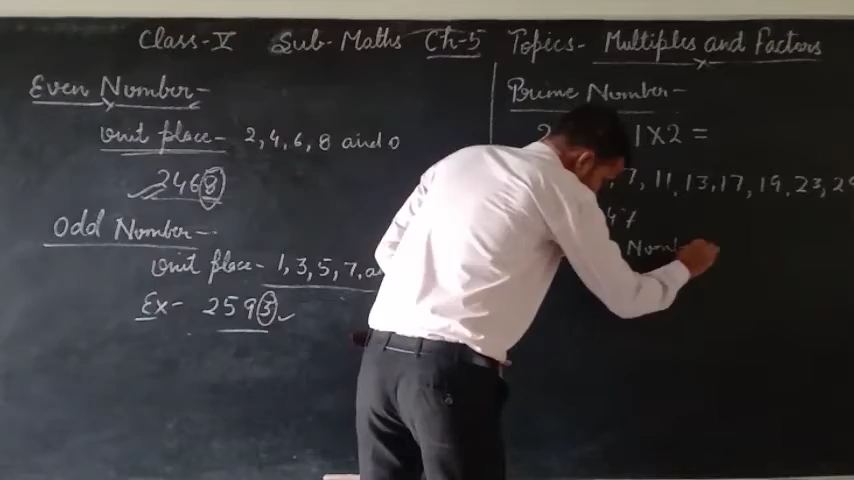 Class-V Sub-Maths Ch-5 Topics- Multiples and Factors
Even Number-
Unit place- 2, 4, 6, 8 and 0
2468
Odd Number-
Unit place- 1, 3, 5, 7, a
Ex- 2593
Prime Number-
2 1X2 =
7, 11, 13, 17, 19, 23, 29
47
Num